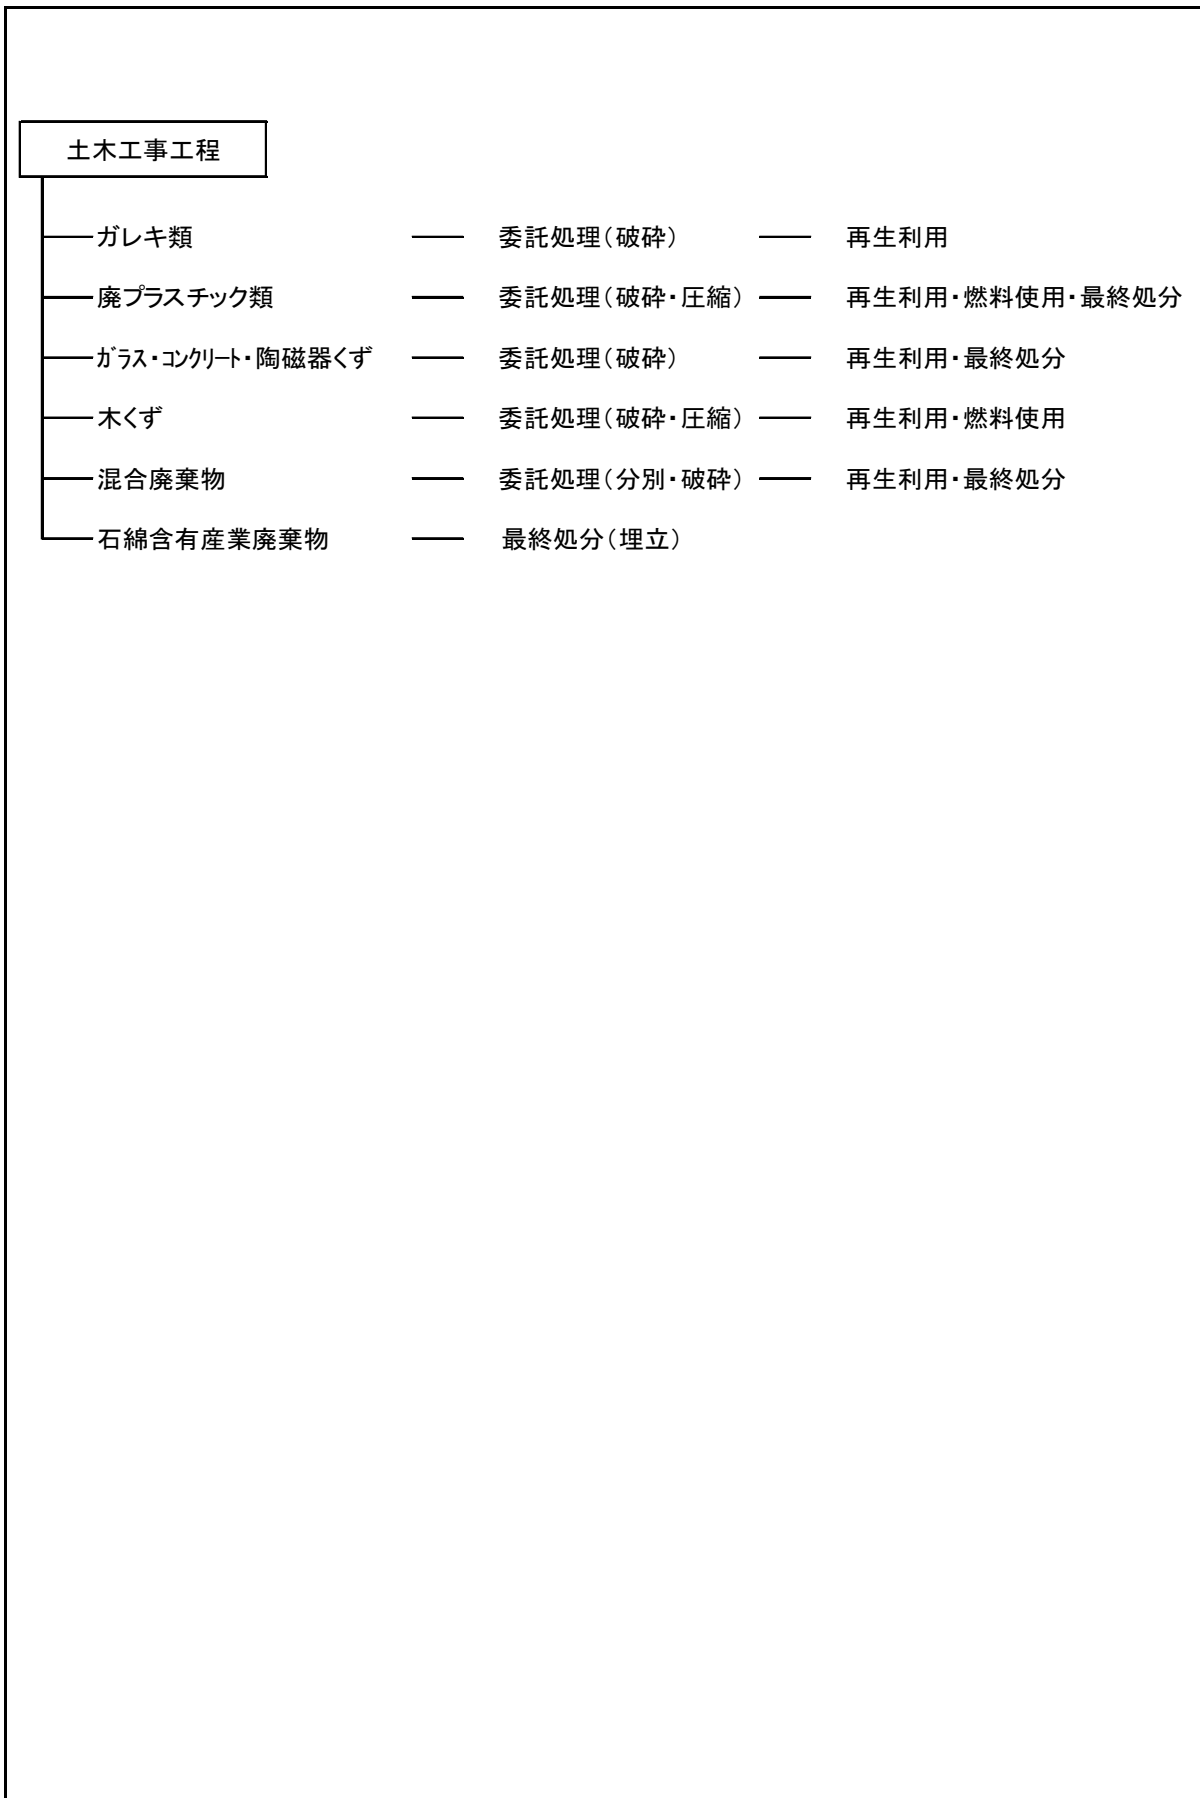 土木工事工程
ガレキ類 委託処理（破砕） 再生利用
廃プラスチック類 委託処理（破砕・圧縮） 再生利用・燃料使用・最終処分
ｶﾞﾗｽ・ｺﾝｸﾘｰﾄ・陶磁器くず 委託処理（破砕） 再生利用・最終処分
木くず 委託処理（破砕・圧縮） 再生利用・燃料使用
混合廃棄物 委託処理（分別・破砕） 再生利用・最終処分
石綿含有産業廃棄物 最終処分（埋立）